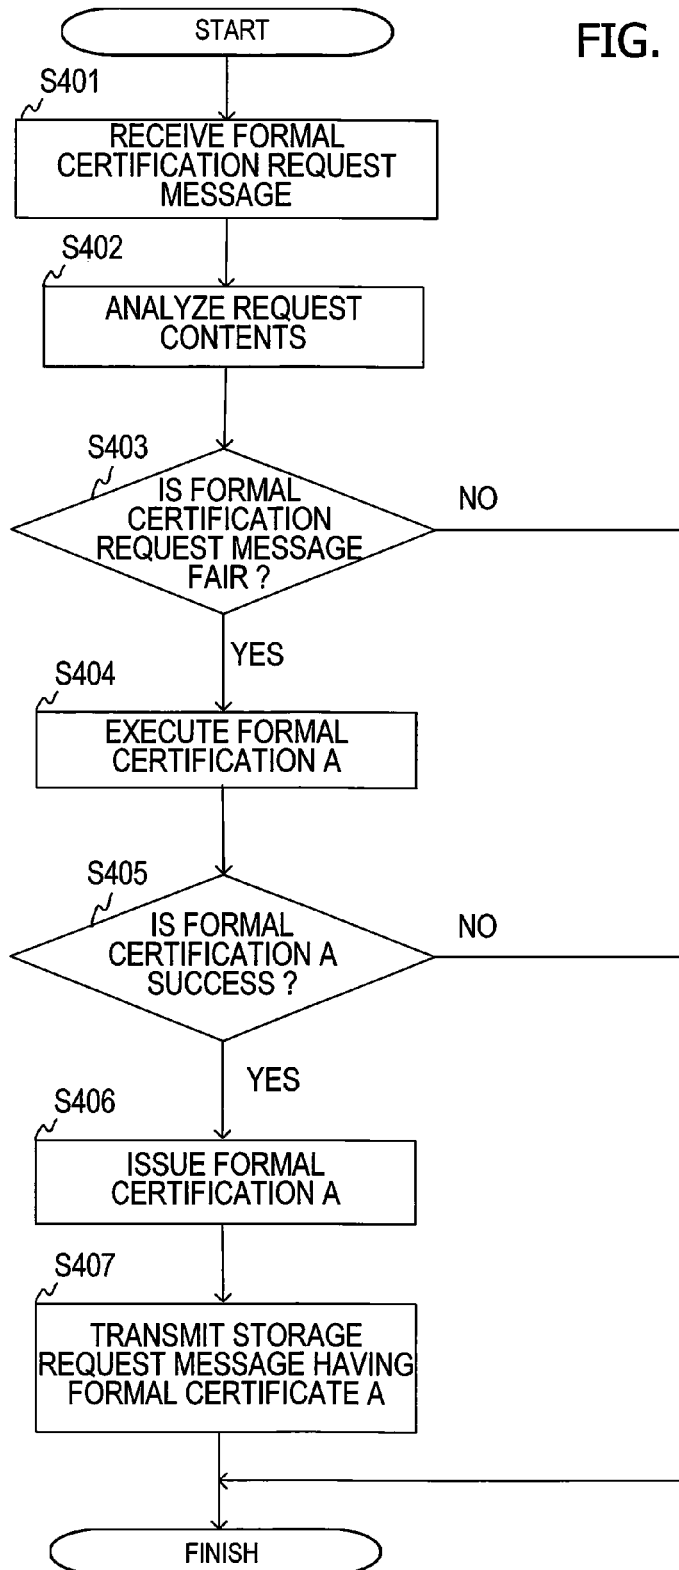 START
FIG.
S401
RECEIVE FORMAL
CERTIFICATION REQUEST
MESSAGE
S402
ANALYZE REQUEST
CONTENTS
S403
IS FORMAL
CERTIFICATION
REQUEST MESSAGE
FAIR ?
NO
YES
S404
EXECUTE FORMAL
CERTIFICATION A
S405
IS FORMAL
CERTIFICATION A
SUCCESS ?
NO
YES
S406
ISSUE FORMAL
CERTIFICATION A
S407
TRANSMIT STORAGE
REQUEST MESSAGE HAVING
FORMAL CERTIFICATE A
FINISH